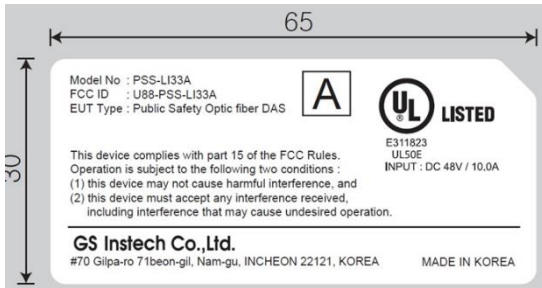 65
30
Model No : PSS-LI33A
FCC ID : U88-PSS-LI33A
EUT Type : Public Safety Optic fiber DAS
A
UL
®
LISTED
E311823
UL50E
INPUT : DC 48V / 10.0A
This device complies with part 15 of the FCC Rules.
Operation is subject to the following two conditions :
(1) this device may not cause harmful interference, and
(2) this device must accept any interference received,
including interference that may cause undesired operation.
GS Instech Co.,Ltd.
#70 Gilpa-ro 71beon-gil, Nam-gu, INCHEON 22121, KOREA
MADE IN KOREA